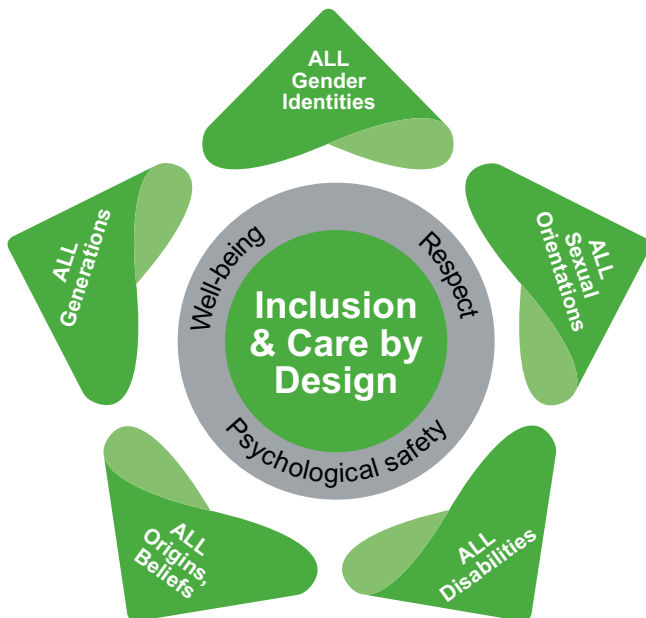 ALL
Gender
Identities
ALL
Sexual
Orientations
ALL
Disabilities
ALL
Origins,
Beliefs
ALL
Generations
Well-being
Respect
Psychological safety
Inclusion
& Care by
Design